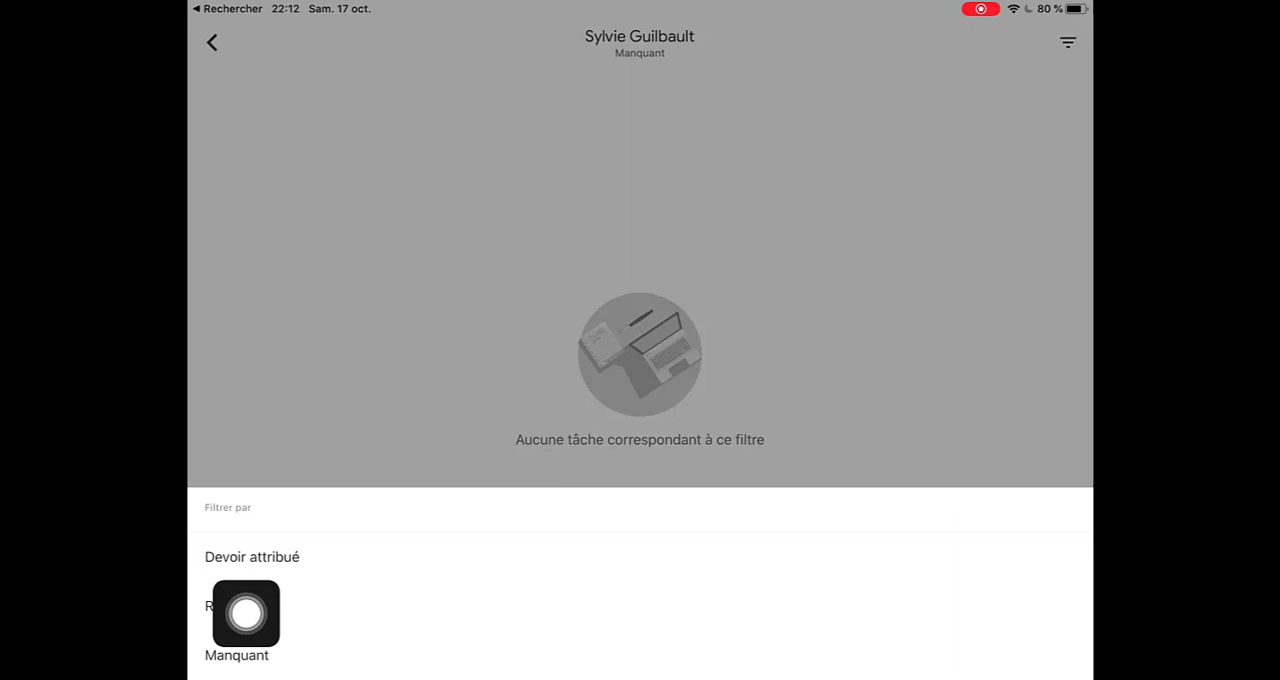 Rechercher 22:12 Sam. 17 oct. 80 %
Sylvie Guilbault
Manquant
Aucune tâche correspondant à ce filtre
Filtrer par
Devoir attribué
Manquant